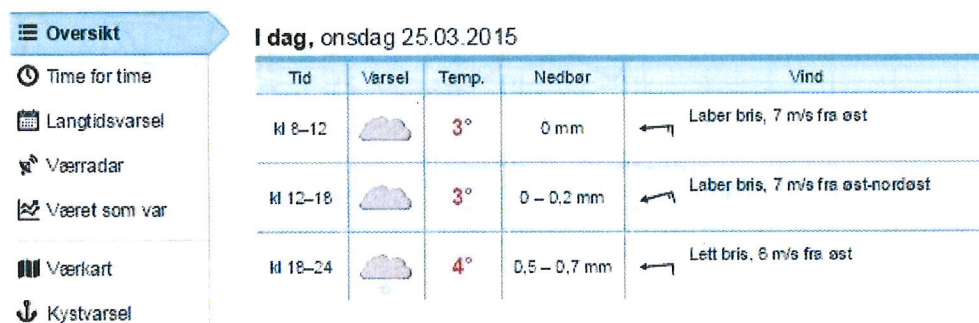 Oversikt
Time for time
Langtidsvarsel
Værradar
Været som var
Værkart
Kystvarsel
I dag, onsdag 25.03.2015
Tid Varsel Temp. Nedbør Vind
kl 8–12 3° 0 mm Laber bris, 7 m/s fra øst
kl 12–18 3° 0 – 0,2 mm Laber bris, 7 m/s fra øst-nordøst
kl 18–24 4° 0,5 – 0,7 mm Lett bris, 6 m/s fra øst